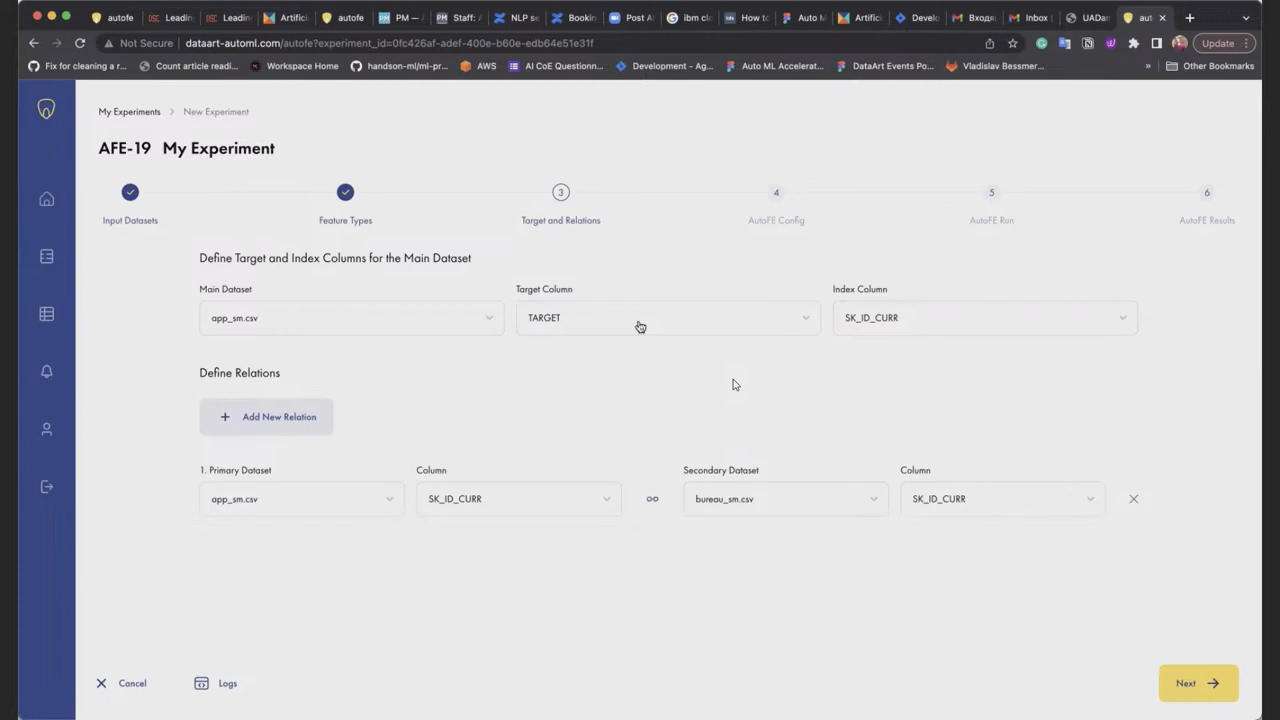 autofe
Leadin
Leadin
Artifici
autofe
PM — A
Staff: A
NLP se
Bookin
Post Al
ibm clo
How to
Auto M
Artific
Develo
Входя
Inbox (
UADar
aut
Not Secure
dataart-automl.com/autofe?experiment_id=0fc426af-adef-400e-b60e-edb64e51e31f
Update
Fix for cleaning a r...
Count article readi...
Workspace Home
handson-ml/ml-pr...
AWS
AI CoE Questionn...
Development - Ag...
Auto ML Accelerat...
DataArt Events Po...
Vladislav Bessmer...
»
Other Bookmarks
My Experiments > New Experiment
AFE-19 My Experiment
3 4 5 6
Input Datasets Feature Types Target and Relations AutoFE Config AutoFE Run AutoFE Results
Define Target and Index Columns for the Main Dataset
Main Dataset Target Column Index Column
app_sm.csv TARGET SK_ID_CURR
Define Relations
+ Add New Relation
1. Primary Dataset Column Secondary Dataset Column
app_sm.csv SK_ID_CURR bureau_sm.csv SK_ID_CURR
Cancel Logs Next